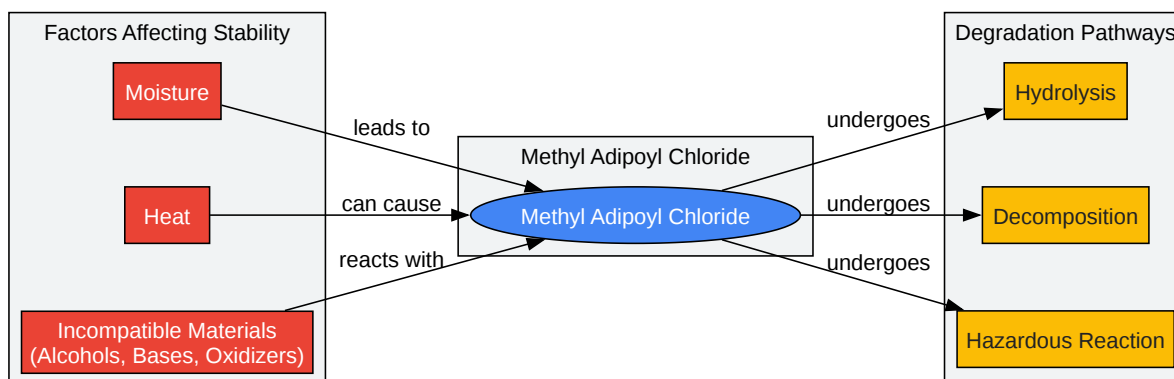 Factors Affecting Stability
Moisture
Heat
Incompatible Materials
(Alcohols, Bases, Oxidizers)
leads to
can cause
reacts with
Methyl Adipoyl Chloride
Methyl Adipoyl Chloride
undergoes
undergoes
undergoes
Degradation Pathways
Hydrolysis
Decomposition
Hazardous Reaction